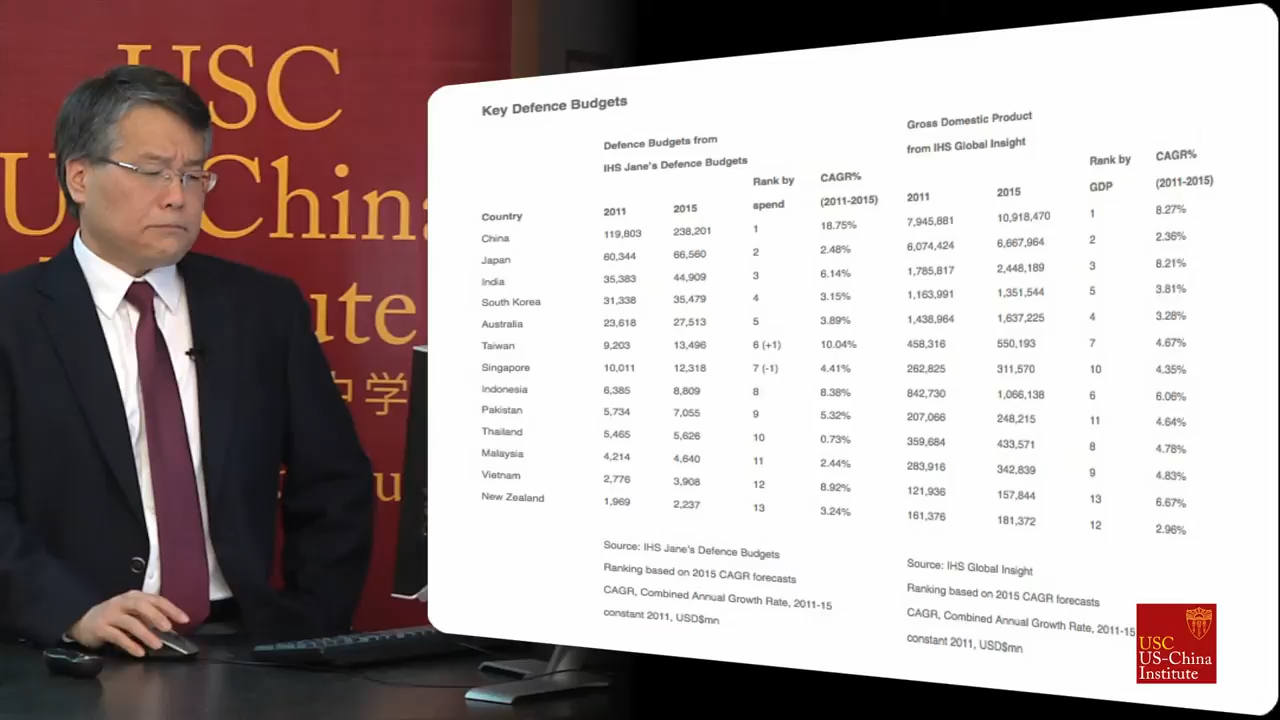 USC
U China
ute
中学
u
Key Defence Budgets
Defence Budgets from
IHS Jane's Defence Budgets
Gross Domestic Product
from IHS Global Insight
Country 2011 2015 Rank by spend CAGR% (2011-2015) 2011 2015 Rank by GDP CAGR% (2011-2015)
China 119,803 238,201 1 18.75% 7,945,881 10,918,470 1 8.27%
Japan 60,344 66,560 2 2.48% 6,074,424 6,667,964 2 2.36%
India 35,383 44,909 3 6.14% 1,785,817 2,448,189 3 8.21%
South Korea 31,338 35,479 4 3.15% 1,163,991 1,351,544 5 3.81%
Australia 23,618 27,513 5 3.89% 1,438,964 1,637,225 4 3.28%
Taiwan 9,203 13,496 6 (+1) 10.04% 458,316 550,193 7 4.67%
Singapore 10,011 12,318 7 (-1) 4.41% 262,825 311,570 10 4.35%
Indonesia 6,385 8,809 8 8.38% 842,730 1,066,138 6 6.06%
Pakistan 5,734 7,055 9 5.32% 207,066 248,215 11 4.64%
Thailand 5,465 5,626 10 0.73% 359,684 433,571 8 4.78%
Malaysia 4,214 4,640 11 2.44% 283,916 342,839 9 4.83%
Vietnam 2,776 3,908 12 8.92% 121,936 157,844 13 6.67%
New Zealand 1,969 2,237 13 3.24% 161,376 181,372 12 2.96%
Source: IHS Jane's Defence Budgets
Ranking based on 2015 CAGR forecasts
CAGR, Combined Annual Growth Rate, 2011-15
constant 2011, USD$mn
Source: IHS Global Insight
Ranking based on 2015 CAGR forecasts
CAGR, Combined Annual Growth Rate, 2011-15
constant 2011, USD$mn
USC
US-China
Institute